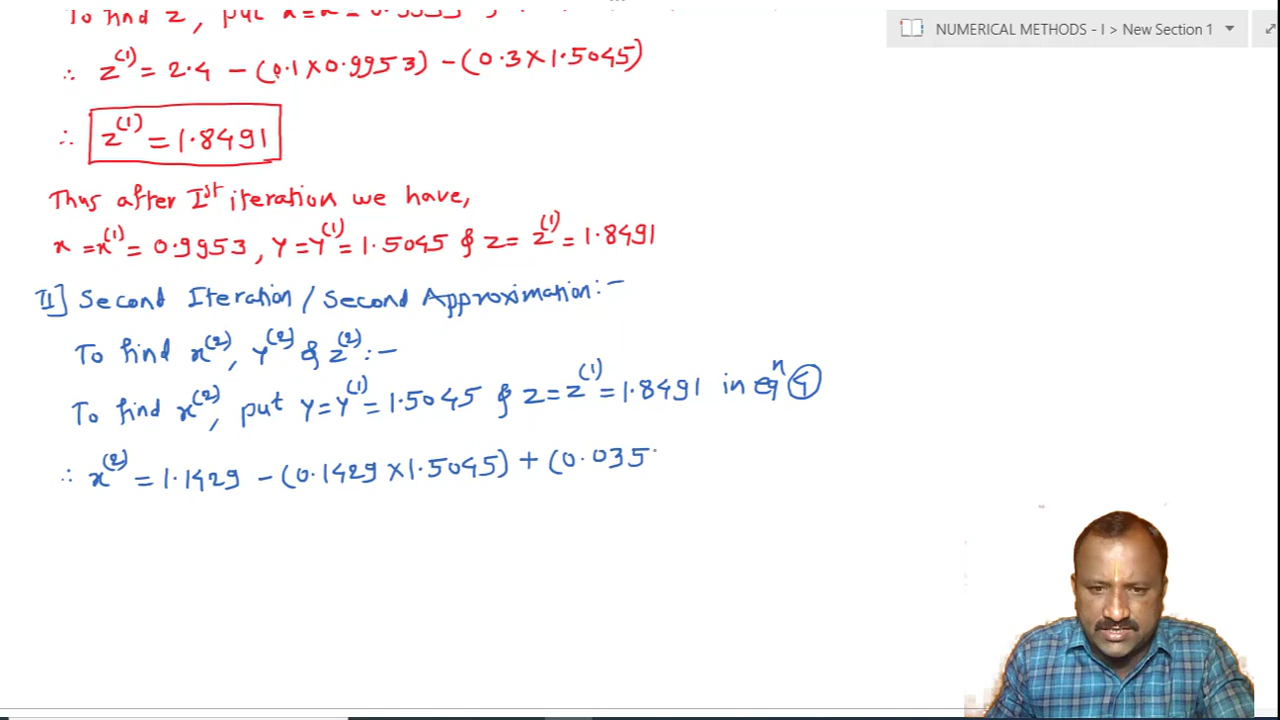 To find z, put x=x
NUMERICAL METHODS - I > New Section 1
∴ z⁽¹⁾ = 2.4 – (0.1×0.9953) – (0.3×1.5045)
∴ z⁽¹⁾ = 1.8491
Thus after Iˢᵗ iteration we have,
x = x⁽¹⁾ = 0.9953, Y = Y⁽¹⁾ = 1.5045 & z = z⁽¹⁾ = 1.8491
II] Second Iteration / Second Approximation:–
To find x⁽²⁾, Y⁽²⁾ & z⁽²⁾:–
To find x⁽²⁾, put Y = Y⁽¹⁾ = 1.5045 & z = z⁽¹⁾ = 1.8491 in eqⁿ ④
∴ x⁽²⁾ = 1.1429 – (0.1429×1.5045) + (0.035